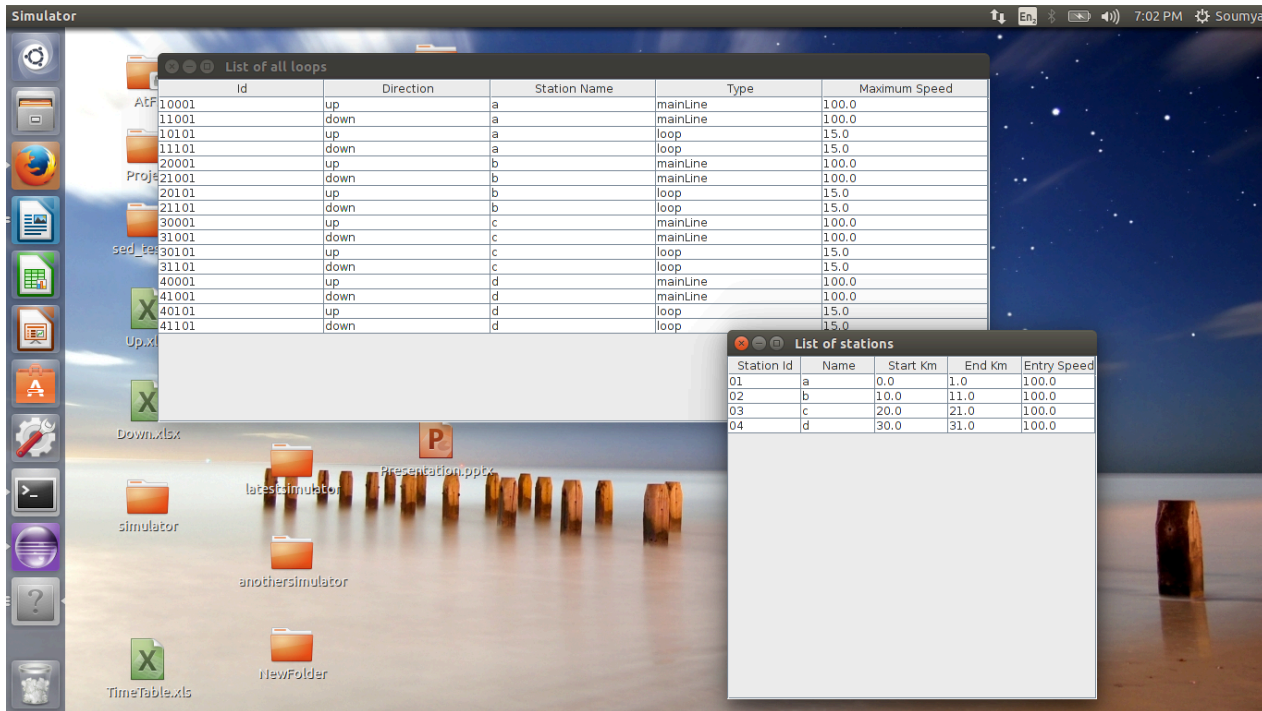 Simulator
En2 7:02 PM Soumya
List of all loops
Id Direction Station Name Type Maximum Speed
10001 up a mainLine 100.0
11001 down a mainLine 100.0
10101 up a loop 15.0
11101 down a loop 15.0
20001 up b mainLine 100.0
21001 down b mainLine 100.0
20101 up b loop 15.0
21101 down b loop 15.0
30001 up c mainLine 100.0
31001 down c mainLine 100.0
30101 up c loop 15.0
31101 down c loop 15.0
40001 up d mainLine 100.0
41001 down d mainLine 100.0
40101 up d loop 15.0
41101 down d loop 15.0
List of stations
Station Id Name Start Km End Km Entry Speed
01 a 0.0 1.0 100.0
02 b 10.0 11.0 100.0
03 c 20.0 21.0 100.0
04 d 30.0 31.0 100.0
Down.xlsx
Presentation.pptx
latestsimulator
simulator
anothersimulator
NewFolder
TimeTable.xls